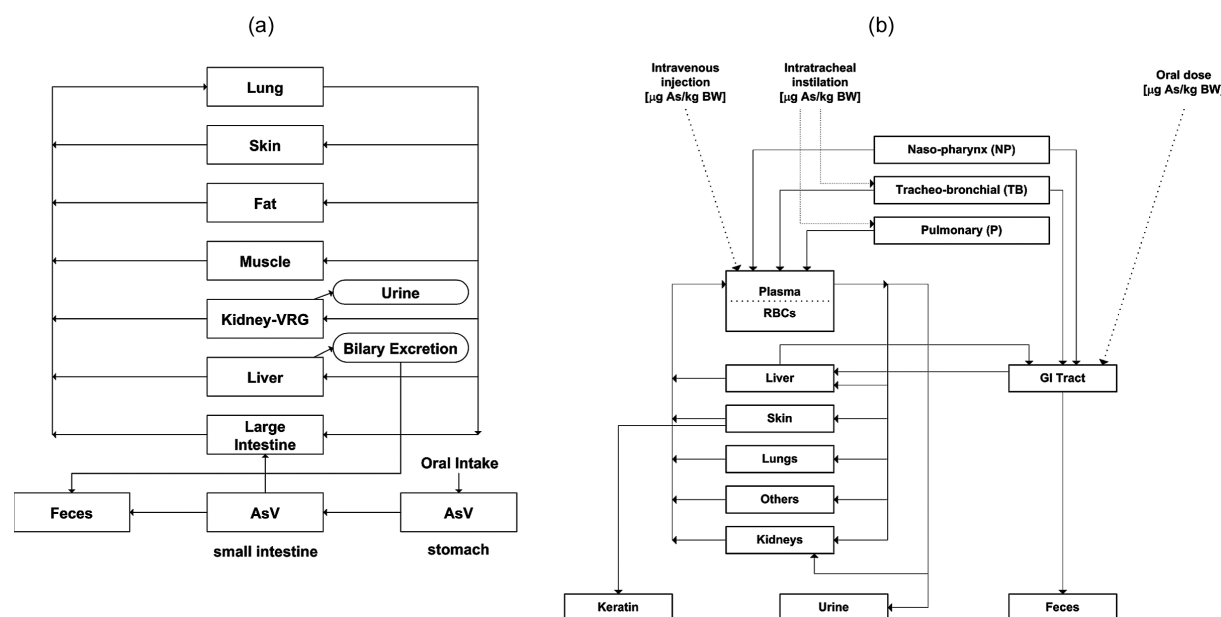 (a)
Lung
Skin
Fat
Muscle
Urine
Kidney-VRG
Bilary Excretion
Liver
Large
Intestine
Oral Intake
Feces
AsV
AsV
small intestine
stomach
(b)
Intravenous
injection
[μg As/kg BW]
Intratracheal
instilation
[μg As/kg BW]
Oral dose
[μg As/kg BW]
Naso-pharynx (NP)
Tracheo-bronchial (TB)
Pulmonary (P)
Plasma
RBCs
Liver
GI Tract
Skin
Lungs
Others
Kidneys
Keratin
Urine
Feces